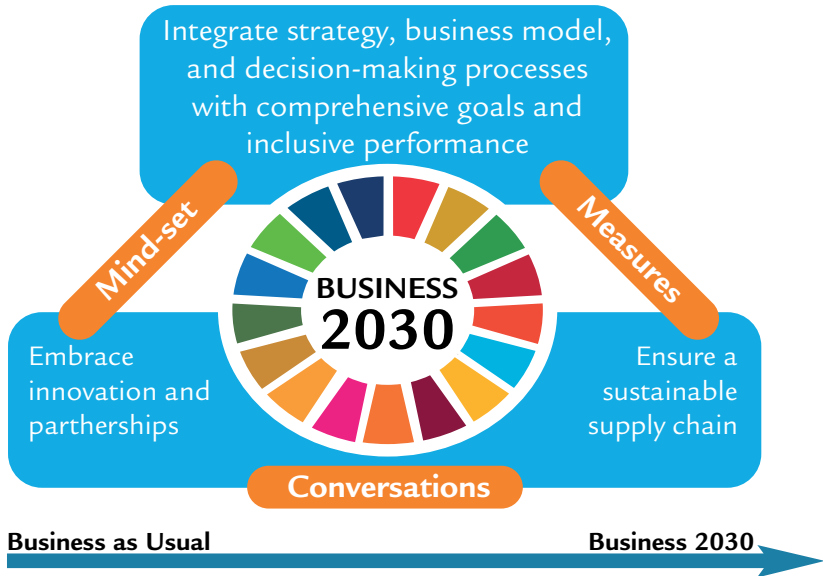 Integrate strategy, business model,
and decision-making processes
with comprehensive goals and
inclusive performance
Mind-set
Measures
BUSINESS
2030
Embrace
innovation and
partherships
Ensure a
sustainable
supply chain
Conversations
Business as Usual
Business 2030